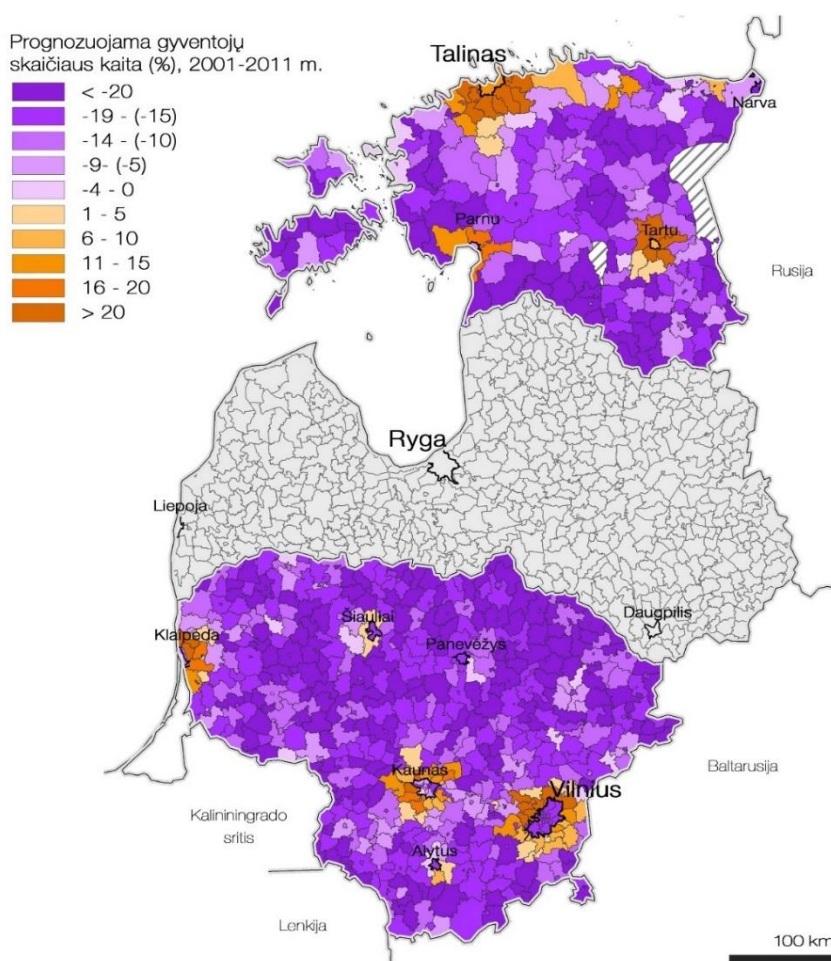 Prognozuojama gyventojų
skaičiaus kaita (%), 2001-2011 m.
< -20
-19 - (-15)
-14 - (-10)
-9- (-5)
-4 - 0
1 - 5
6 - 10
11 - 15
16 - 20
> 20
Talinas
Narva
Parnu
Tartu
Rusija
Ryga
Liepoja
Daugpilis
Šiauliai
Klaipėda
Panevėžys
Baltarusija
Kaunas
Vilnius
Kaliningrado
sritis
Alytus
Lenkija
100 km